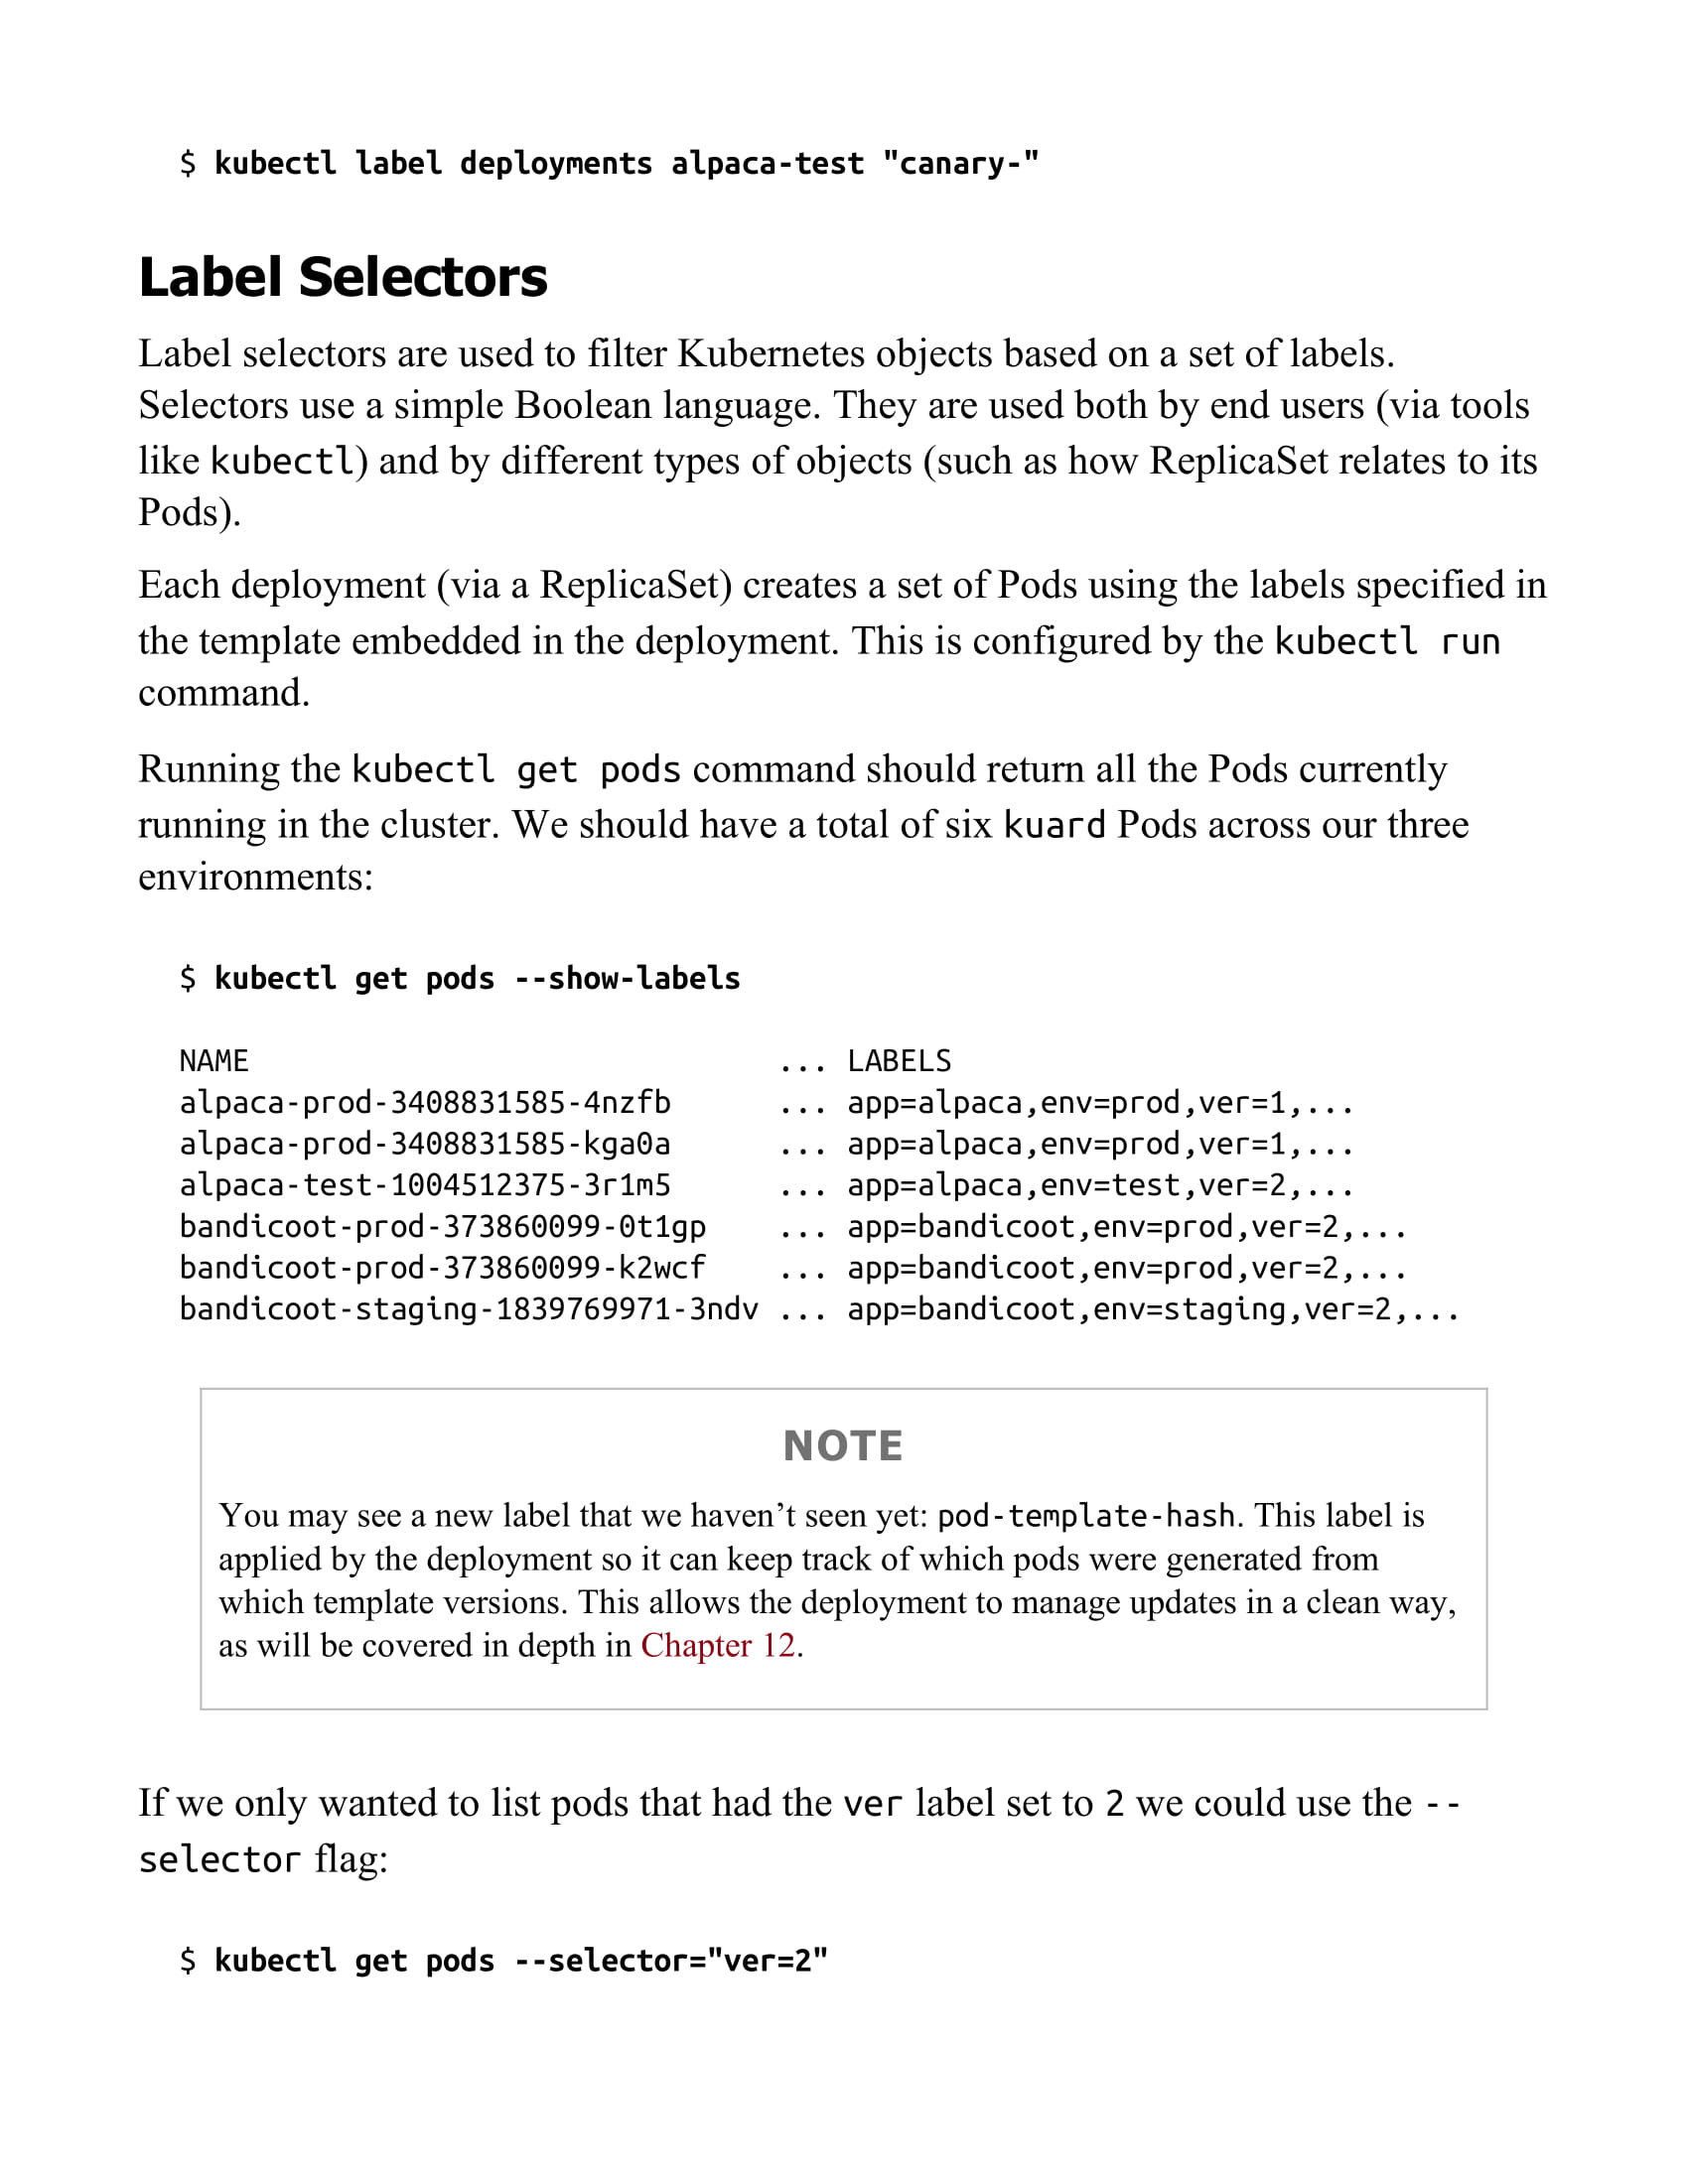 $ kubectl label deployments alpaca-test "canary-"
Label Selectors
Label selectors are used to filter Kubernetes objects based on a set of labels.
Selectors use a simple Boolean language. They are used both by end users (via tools
like kubectl) and by different types of objects (such as how ReplicaSet relates to its
Pods).
Each deployment (via a ReplicaSet) creates a set of Pods using the labels specified in
the template embedded in the deployment. This is configured by the kubectl run
command.
Running the kubectl get pods command should return all the Pods currently
running in the cluster. We should have a total of six kuard Pods across our three
environments:
$ kubectl get pods --show-labels
NAME                              ... LABELS
alpaca-prod-3408831585-4nzfb      ... app=alpaca,env=prod,ver=1,...
alpaca-prod-3408831585-kga0a      ... app=alpaca,env=prod,ver=1,...
alpaca-test-1004512375-3r1m5      ... app=alpaca,env=test,ver=2,...
bandicoot-prod-373860099-0t1gp    ... app=bandicoot,env=prod,ver=2,...
bandicoot-prod-373860099-k2wcf    ... app=bandicoot,env=prod,ver=2,...
bandicoot-staging-1839769971-3ndv ... app=bandicoot,env=staging,ver=2,...
NOTE
You may see a new label that we haven’t seen yet: pod-template-hash. This label is
applied by the deployment so it can keep track of which pods were generated from
which template versions. This allows the deployment to manage updates in a clean way,
as will be covered in depth in Chapter 12.
If we only wanted to list pods that had the ver label set to 2 we could use the --
selector flag:
$ kubectl get pods --selector="ver=2"